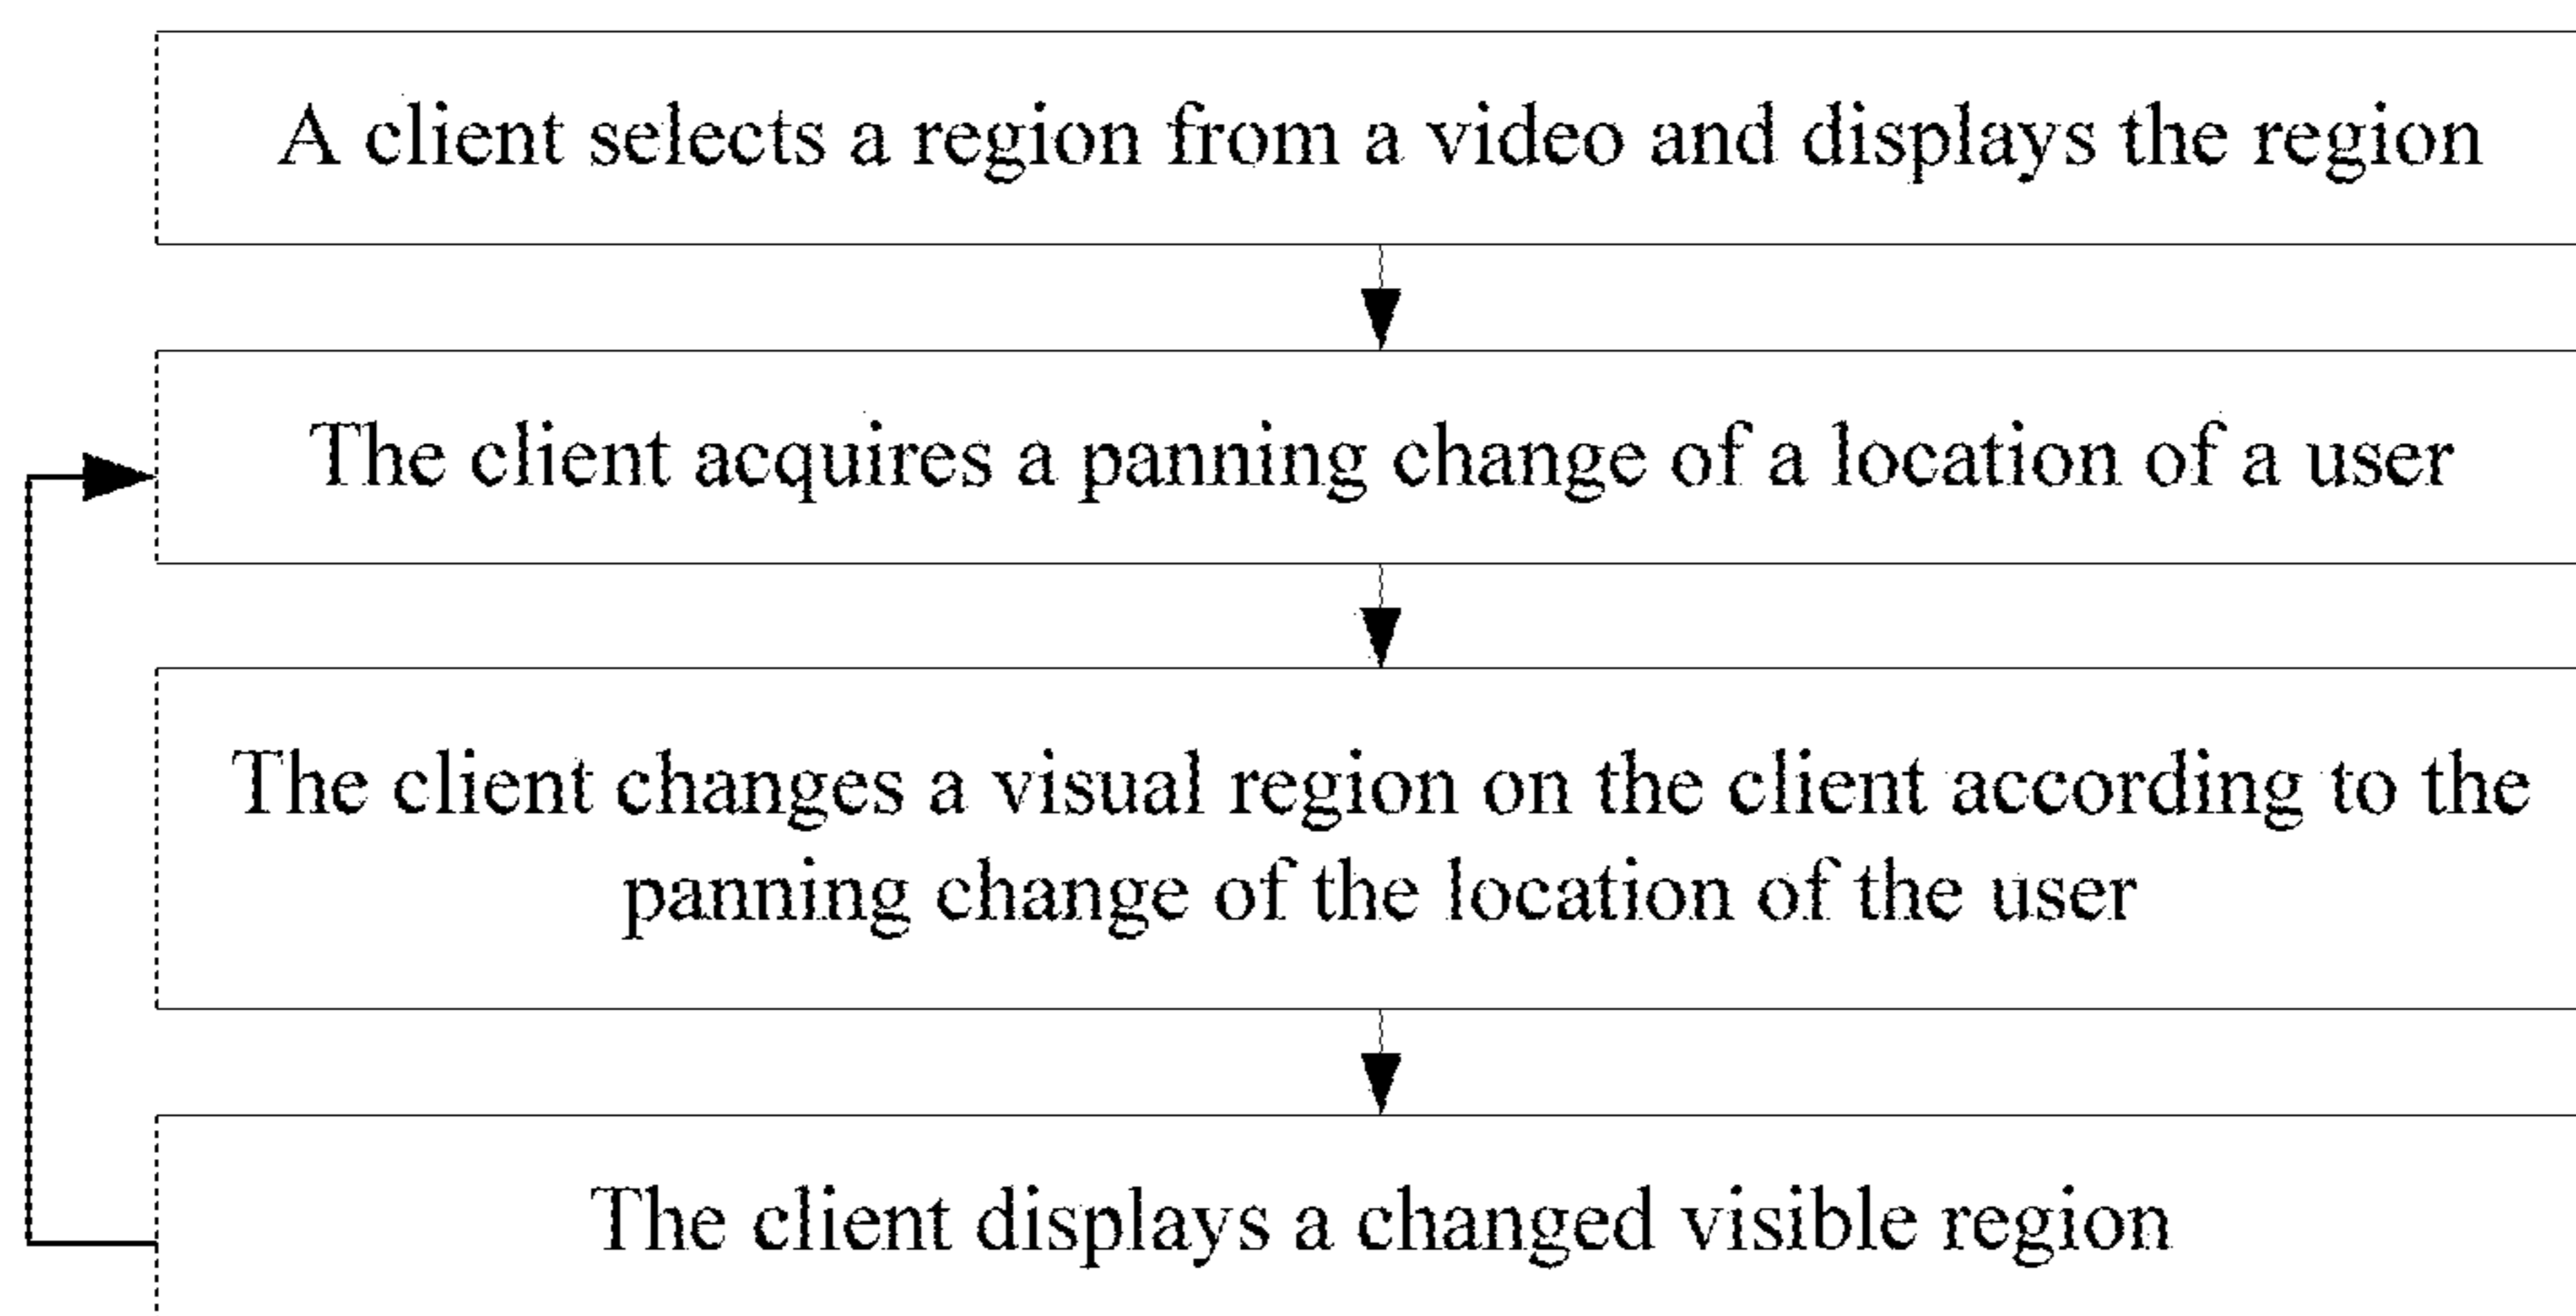 A client selects a region from a video and displays the region
The client acquires a panning change of a location of a user
The client changes a visual region on the client according to the
panning change of the location of the user
The client displays a changed visible region